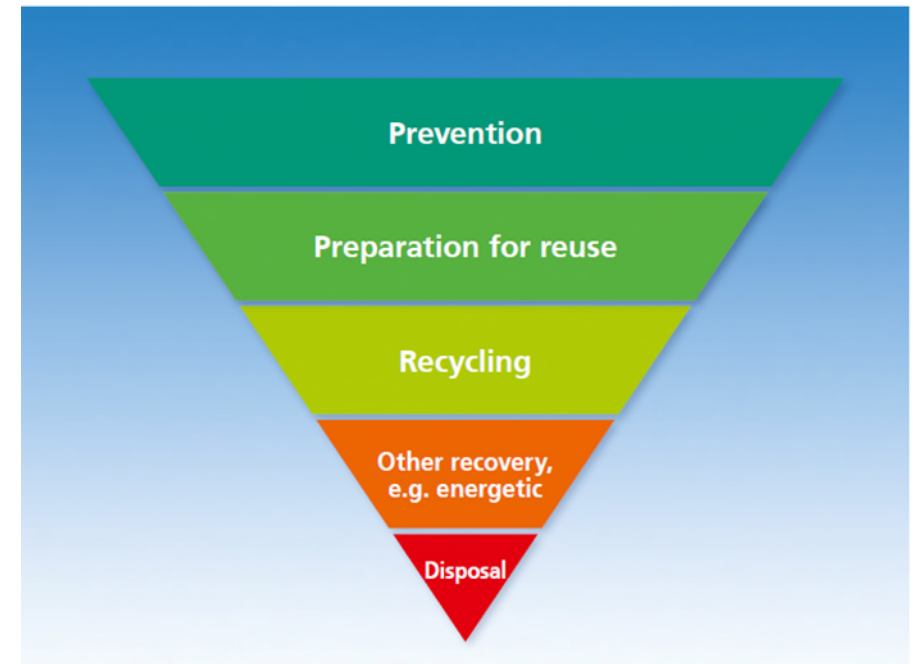 Prevention
Preparation for reuse
Recycling
Other recovery,
e.g. energetic
Disposal